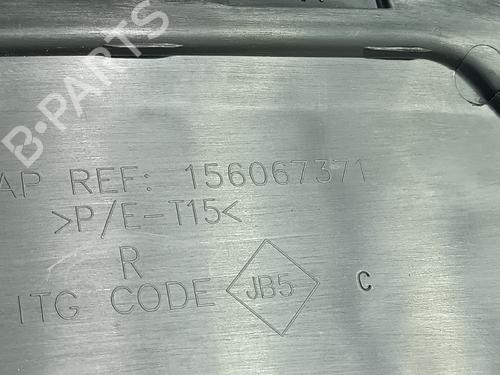 B-PARTS
AP REF: 156067371
>P/E-T15<
R
ITG CODE JB5 C